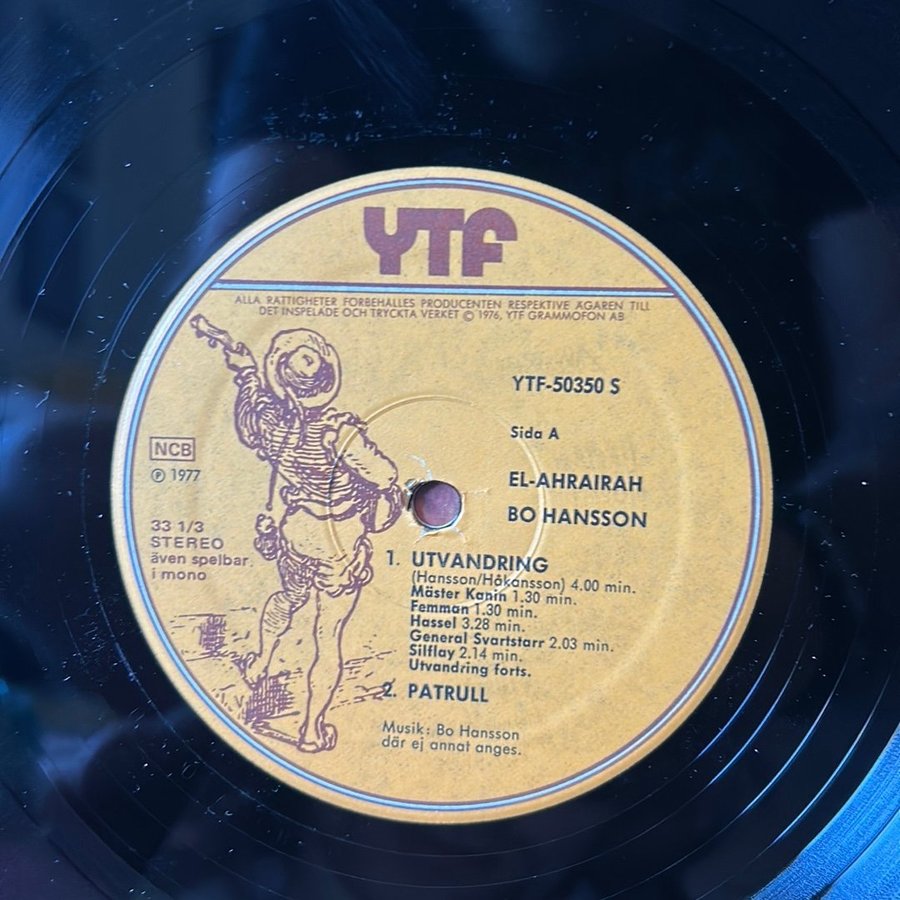 YTF
ALLA RATTIGHETER FORBEHALLES PRODUCENTEN RESPEKTIVE AGAREN TILL
DET INSPELADE OCH TRYCKTA VERKET © 1976, YTF GRAMMOFON AB
YTF-50350 S
Sida A
NCB
℗ 1977
EL-AHRAIRAH
BO HANSSON
33 1/3
STEREO
även spelbar
i mono
1. UTVANDRING
(Hansson/Håkansson) 4.00 min.
Mäster Kanin 1.30 min.
Femman 1.30 min.
Hassel 3.28 min.
General Svartstarr 2.03 min.
Silflay 2.14 min.
Utvandring forts.
2. PATRULL
Musik: Bo Hansson
där ej annat anges.